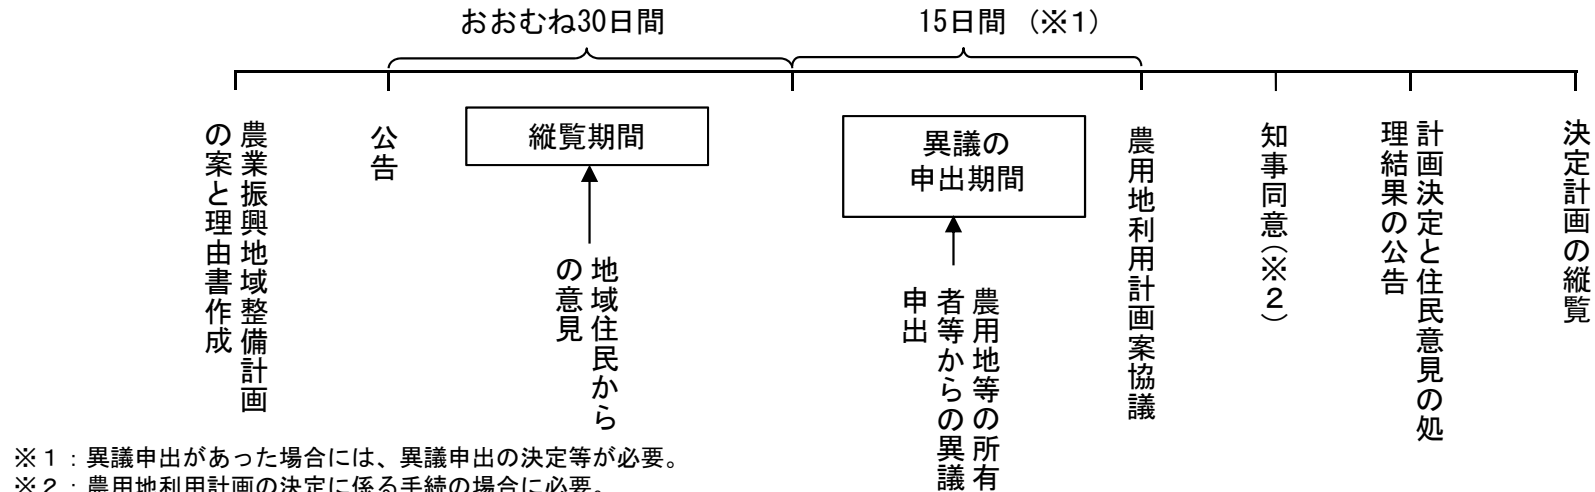 おおむね30日間
15日間（※１）
農業振興地域整備計画
の案と理由書作成
公告
縦覧期間
地域住民から
の意見
異議の
申出期間
農用地等の所有
者等からの異議
申出
農用地利用計画案協議
知事同意（※２）
計画決定と住民意見の処
理結果の公告
決定計画の縦覧
※１：異議申出があった場合には、異議申出の決定等が必要。
※２：農用地利用計画の決定に係る手続の場合に必要。